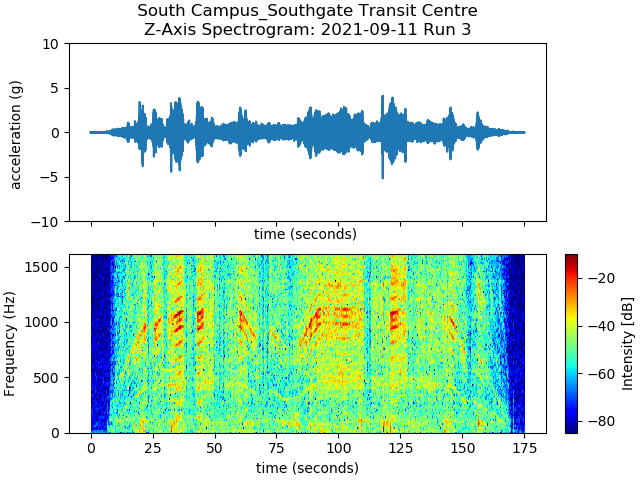 South Campus_Southgate Transit Centre
Z-Axis Spectrogram: 2021-09-11 Run 3
10
5
0
−5
−10
acceleration (g)
time (seconds)
1500
1000
500
0
Frequency (Hz)
0 25 50 75 100 125 150 175
time (seconds)
−20
−40
−60
−80
Intensity [dB]